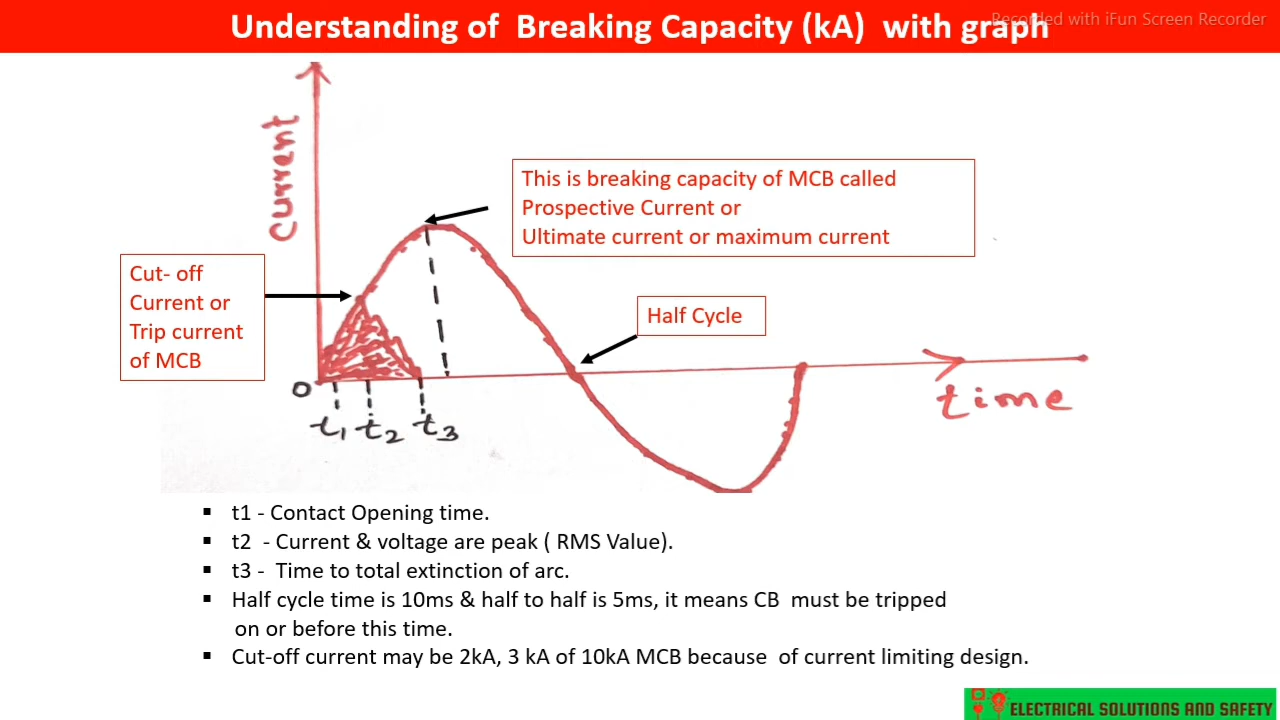 Understanding of Breaking Capacity (kA) with graph
Recorded with iFun Screen Recorder
Current
This is breaking capacity of MCB called
Prospective Current or
Ultimate current or maximum current
Cut- off
Current or
Trip current
of MCB
Half Cycle
0
t1 t2 t3
time
▪ t1 - Contact Opening time.
▪ t2 - Current & voltage are peak ( RMS Value).
▪ t3 - Time to total extinction of arc.
▪ Half cycle time is 10ms & half to half is 5ms, it means CB must be tripped
on or before this time.
▪ Cut-off current may be 2kA, 3 kA of 10kA MCB because of current limiting design.
ELECTRICAL SOLUTIONS AND SAFETY